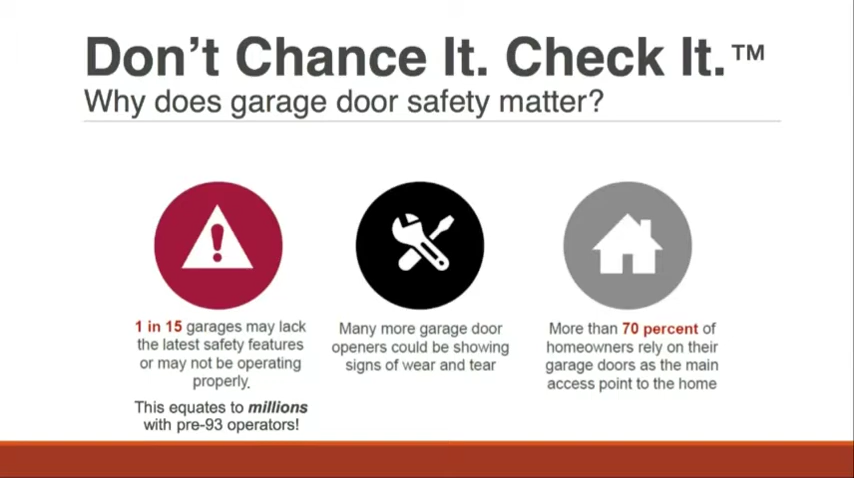 Don’t Chance It. Check It.™
Why does garage door safety matter?
1 in 15 garages may lack
the latest safety features
or may not be operating
properly.
This equates to millions
with pre-93 operators!
Many more garage door
openers could be showing
signs of wear and tear
More than 70 percent of
homeowners rely on their
garage doors as the main
access point to the home